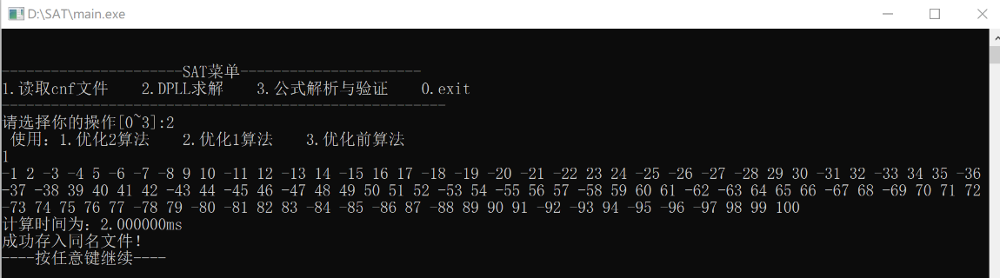 D:\SAT\main.exe
----------------------SAT菜单----------------------
1.读取cnf文件    2.DPLL求解    3.公式解析与验证    0.exit
------------------------------------------------------
请选择你的操作[0~3]:2
使用: 1.优化2算法    2.优化1算法    3.优化前算法
1
-1 2 -3 -4 5 -6 -7 -8 9 10 -11 12 -13 14 -15 16 17 -18 -19 -20 -21 -22 23 24 -25 -26 -27 -28 29 30 -31 32 -33 34 35 -36
-37 -38 39 40 41 42 -43 44 -45 46 -47 48 49 50 51 52 -53 54 -55 56 57 -58 59 60 61 -62 -63 64 65 66 -67 68 -69 70 71 72
-73 74 75 76 77 -78 79 -80 -81 82 83 -84 -85 -86 87 -88 89 90 91 -92 -93 94 -95 -96 -97 98 99 100
计算时间为: 2.000000ms
成功存入同名文件!
----按任意键继续----